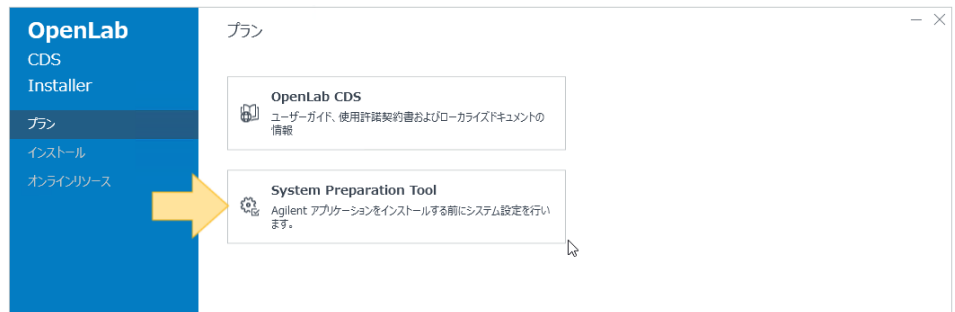 OpenLab
CDS
Installer
プラン
インストール
オンラインリソース
プラン
OpenLab CDS
ユーザーガイド、使用許諾契約書およびローカライズドキュメントの
情報
System Preparation Tool
Agilent アプリケーションをインストールする前にシステム設定を行い
ます。